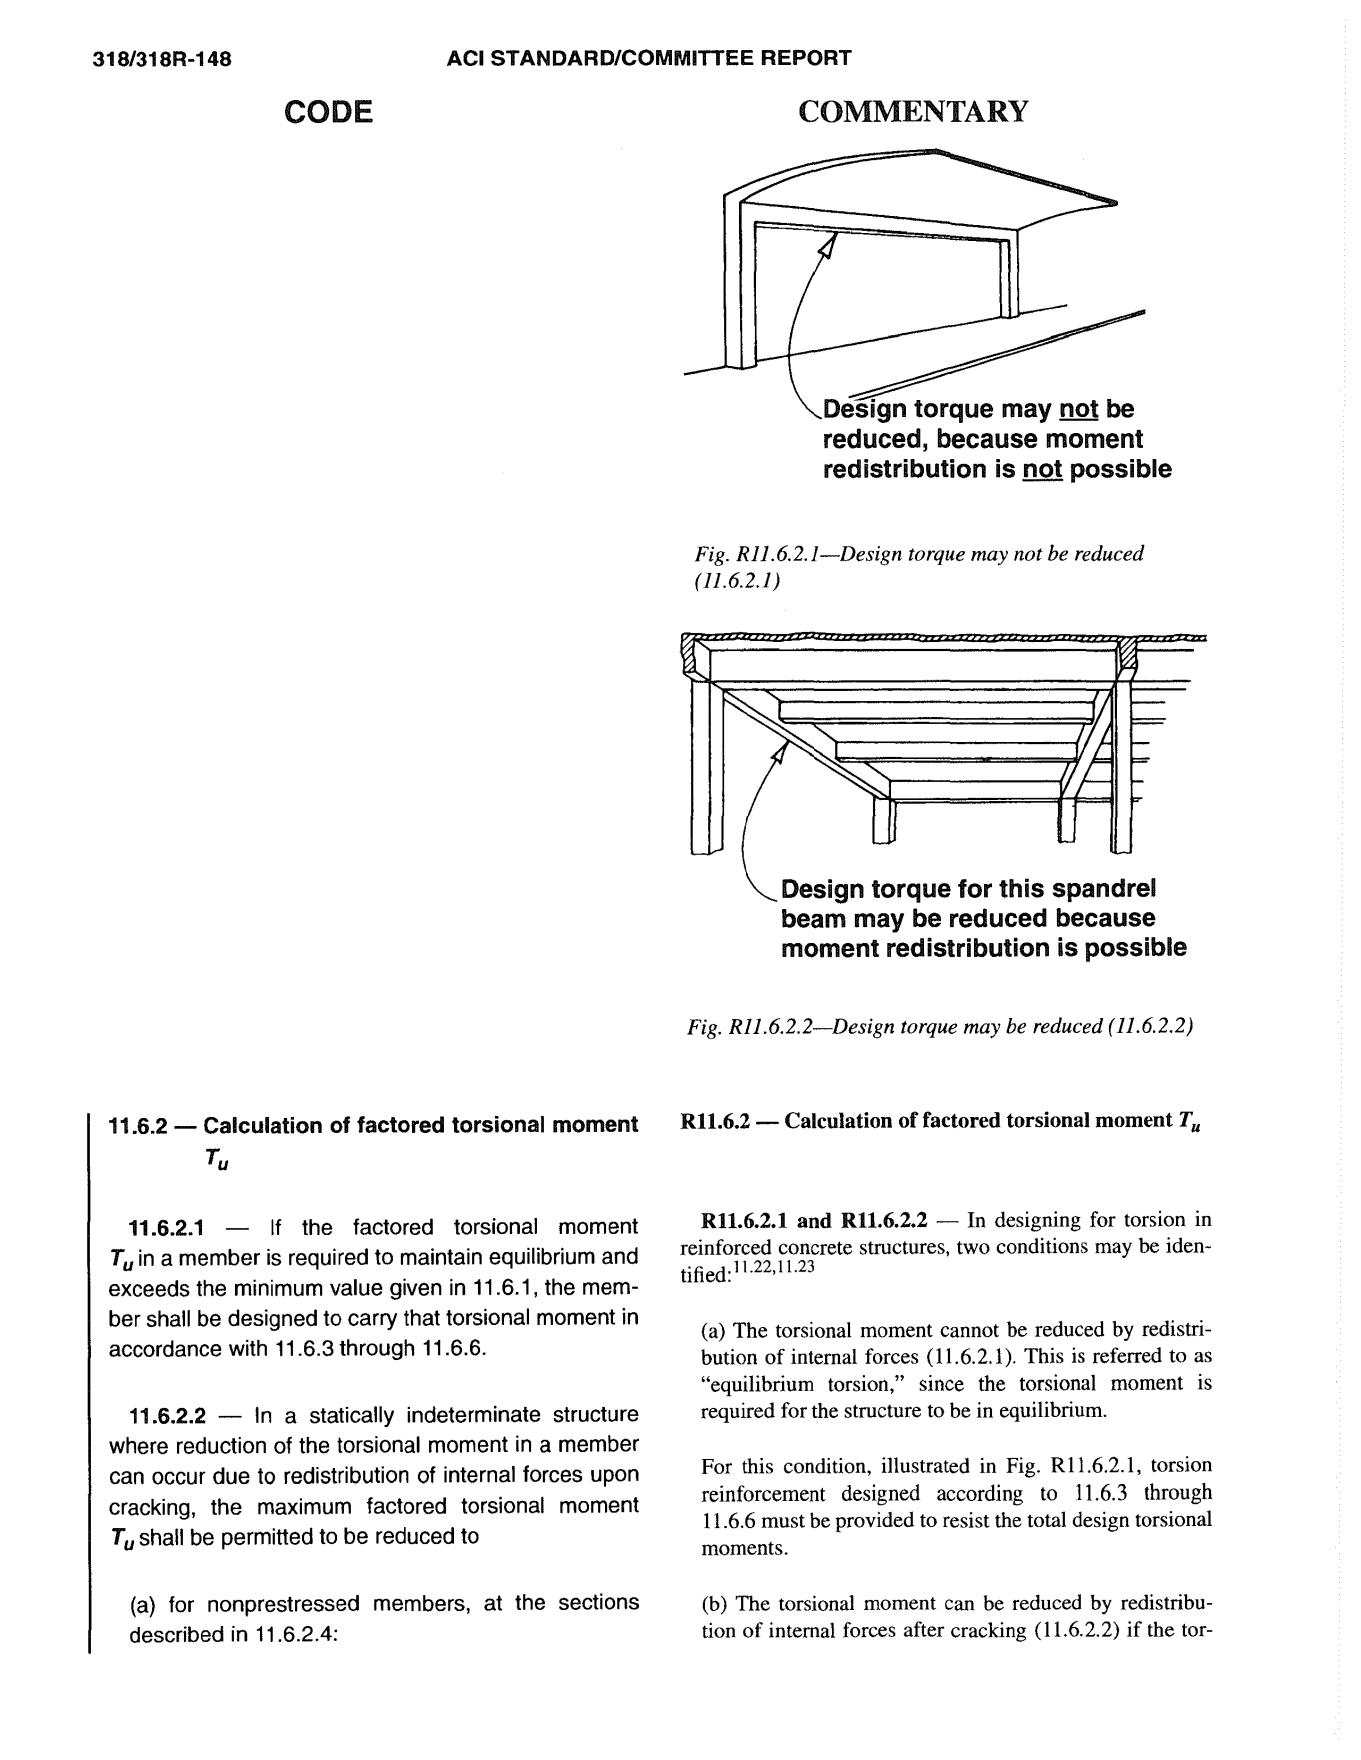 318/318R-148
ACI STANDARD/COMMITTEE REPORT
CODE
COMMENTARY
Design torque may not be
reduced, because moment
redistribution is not possible
Fig. R11.6.2.1—Design torque may not be reduced
(11.6.2.1)
Design torque for this spandrel
beam may be reduced because
moment redistribution is possible
Fig. R11.6.2.2—Design torque may be reduced (11.6.2.2)
11.6.2 — Calculation of factored torsional moment
Tu
11.6.2.1 — If the factored torsional moment
Tu in a member is required to maintain equilibrium and
exceeds the minimum value given in 11.6.1, the mem-
ber shall be designed to carry that torsional moment in
accordance with 11.6.3 through 11.6.6.
11.6.2.2 — In a statically indeterminate structure
where reduction of the torsional moment in a member
can occur due to redistribution of internal forces upon
cracking, the maximum factored torsional moment
Tu shall be permitted to be reduced to
(a) for nonprestressed members, at the sections
described in 11.6.2.4:
R11.6.2 — Calculation of factored torsional moment Tu
R11.6.2.1 and R11.6.2.2 — In designing for torsion in
reinforced concrete structures, two conditions may be iden-
tified:11.22,11.23
(a) The torsional moment cannot be reduced by redistri-
bution of internal forces (11.6.2.1). This is referred to as
“equilibrium torsion,” since the torsional moment is
required for the structure to be in equilibrium.
For this condition, illustrated in Fig. R11.6.2.1, torsion
reinforcement designed according to 11.6.3 through
11.6.6 must be provided to resist the total design torsional
moments.
(b) The torsional moment can be reduced by redistribu-
tion of internal forces after cracking (11.6.2.2) if the tor-